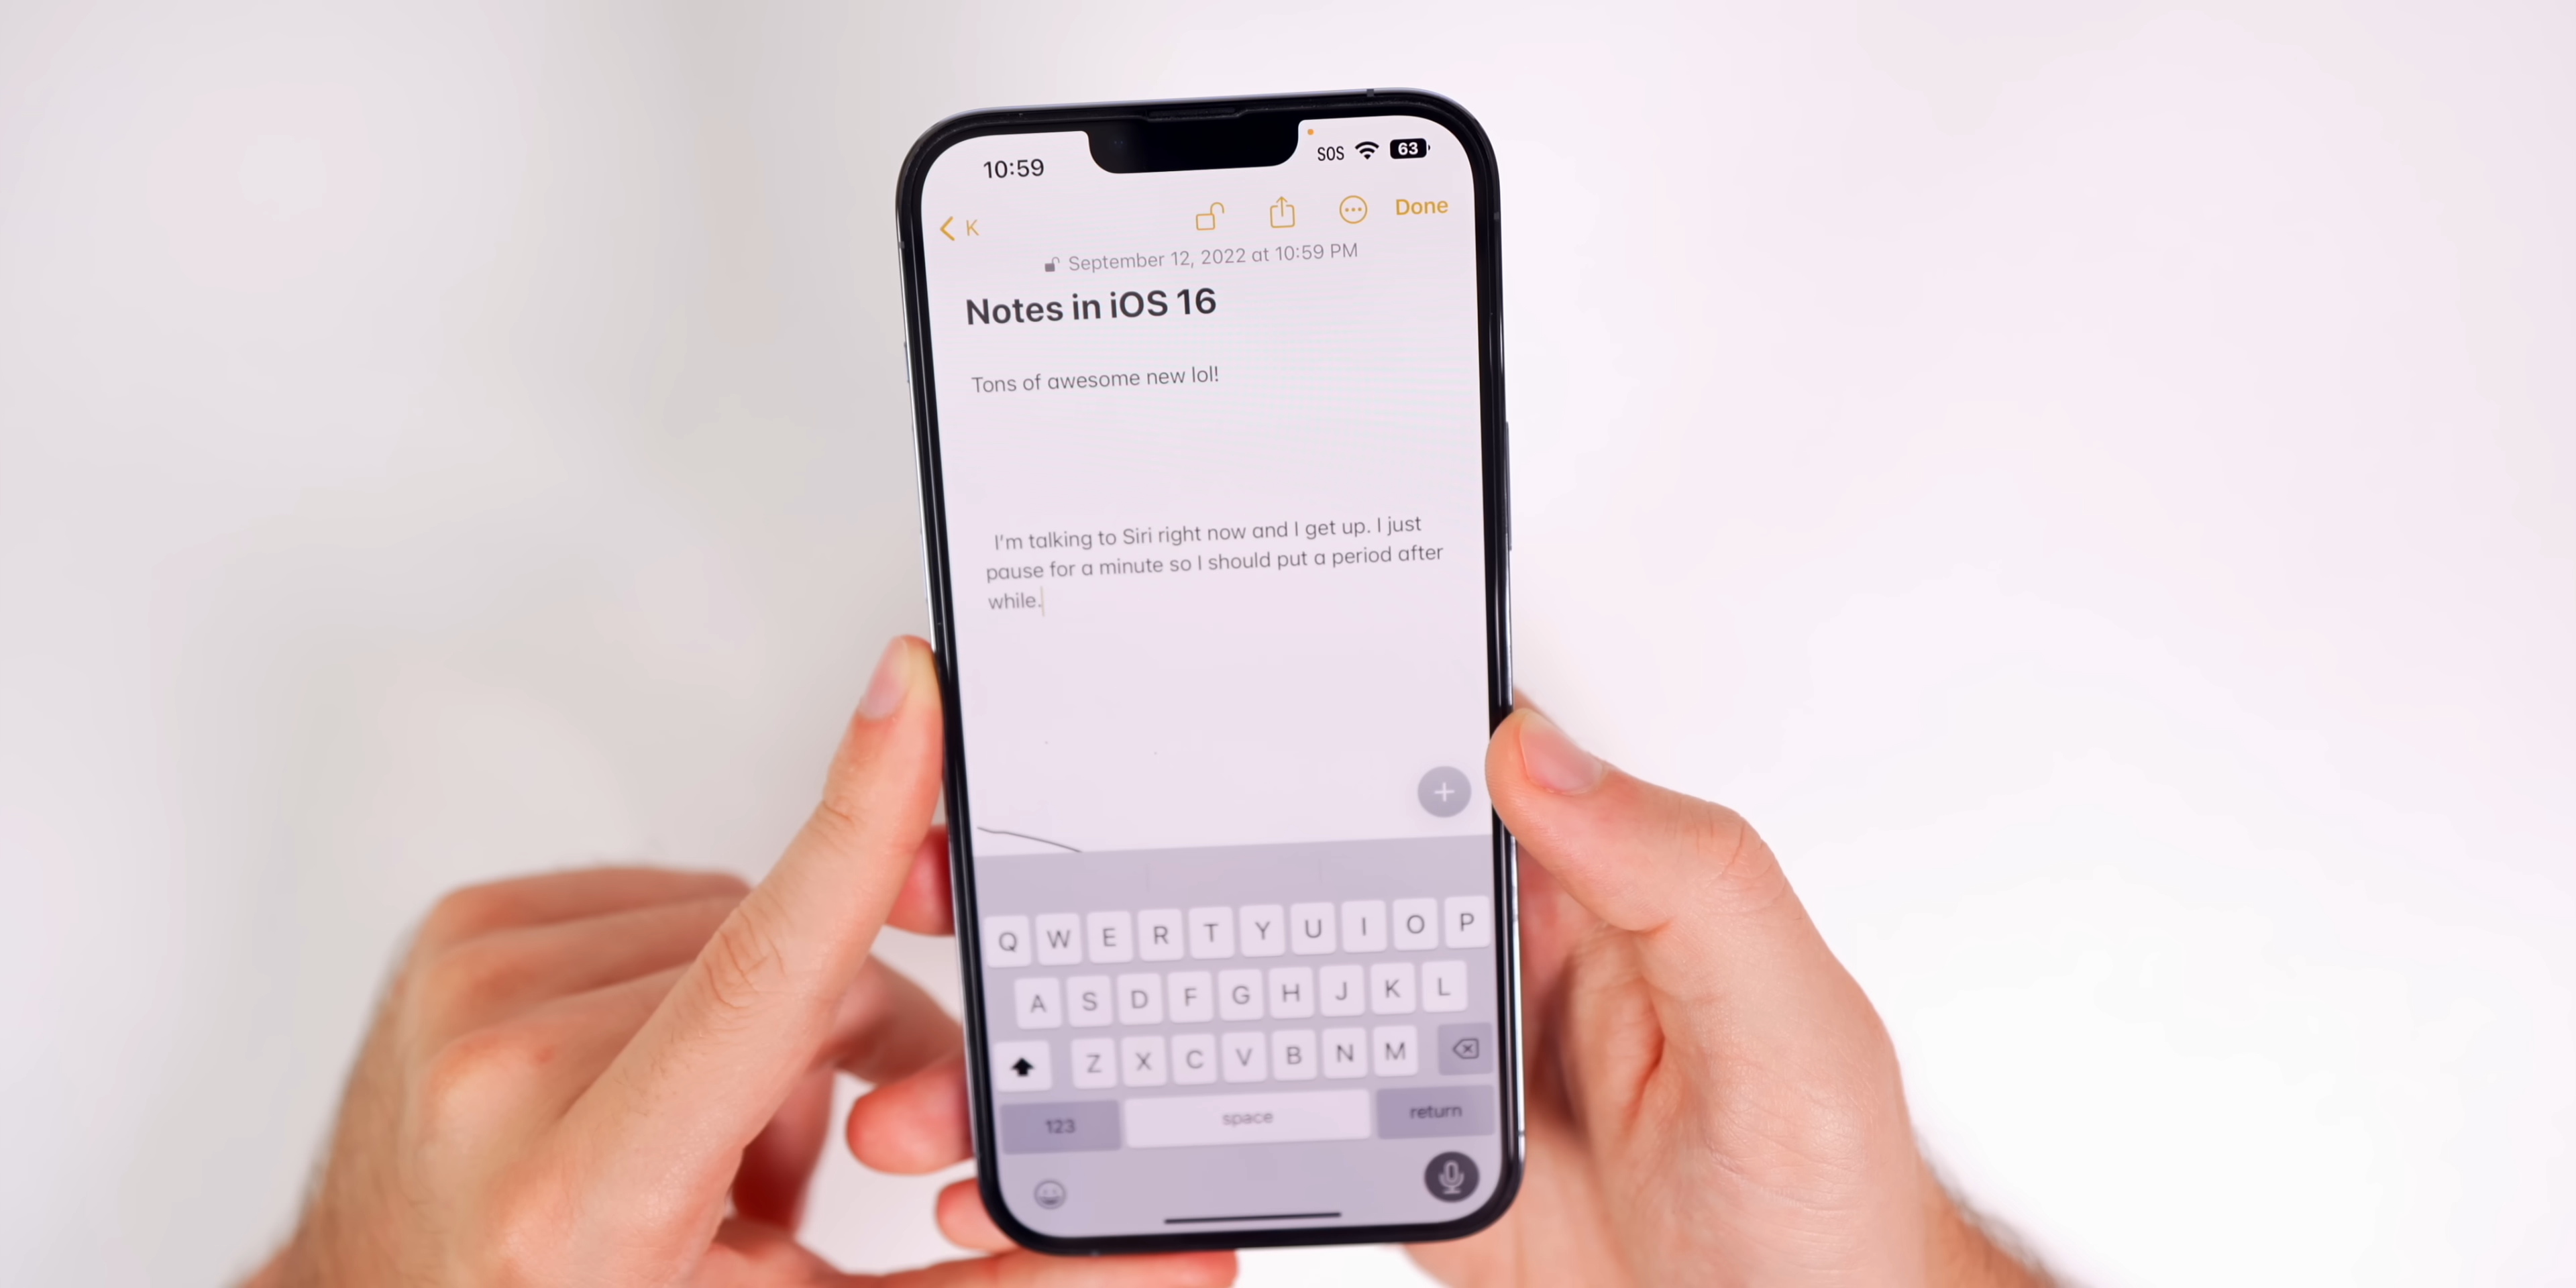 10:59
SOS 63
K
Done
September 12, 2022 at 10:59 PM
Notes in iOS 16
Tons of awesome new lol!
I'm talking to Siri right now and I get up. I just
pause for a minute so I should put a period after
while.
Q W E R T Y U I O P
A S D F G H J K L
Z X C V B N M
123 space return